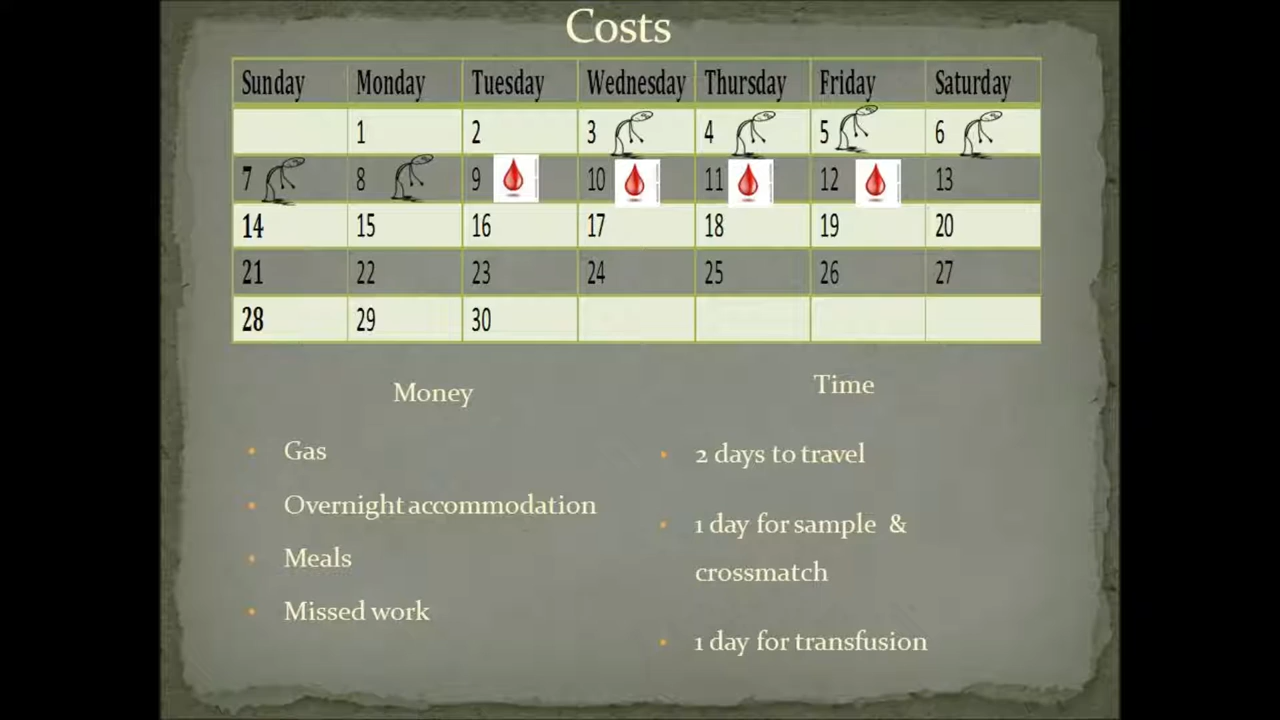 Costs
Sunday Monday Tuesday Wednesday Thursday Friday Saturday
1 2 3 4 5 6
7 8 9 10 11 12 13
14 15 16 17 18 19 20
21 22 23 24 25 26 27
28 29 30
Money
Gas
Overnight accommodation
Meals
Missed work
Time
2 days to travel
1 day for sample &
crossmatch
1 day for transfusion